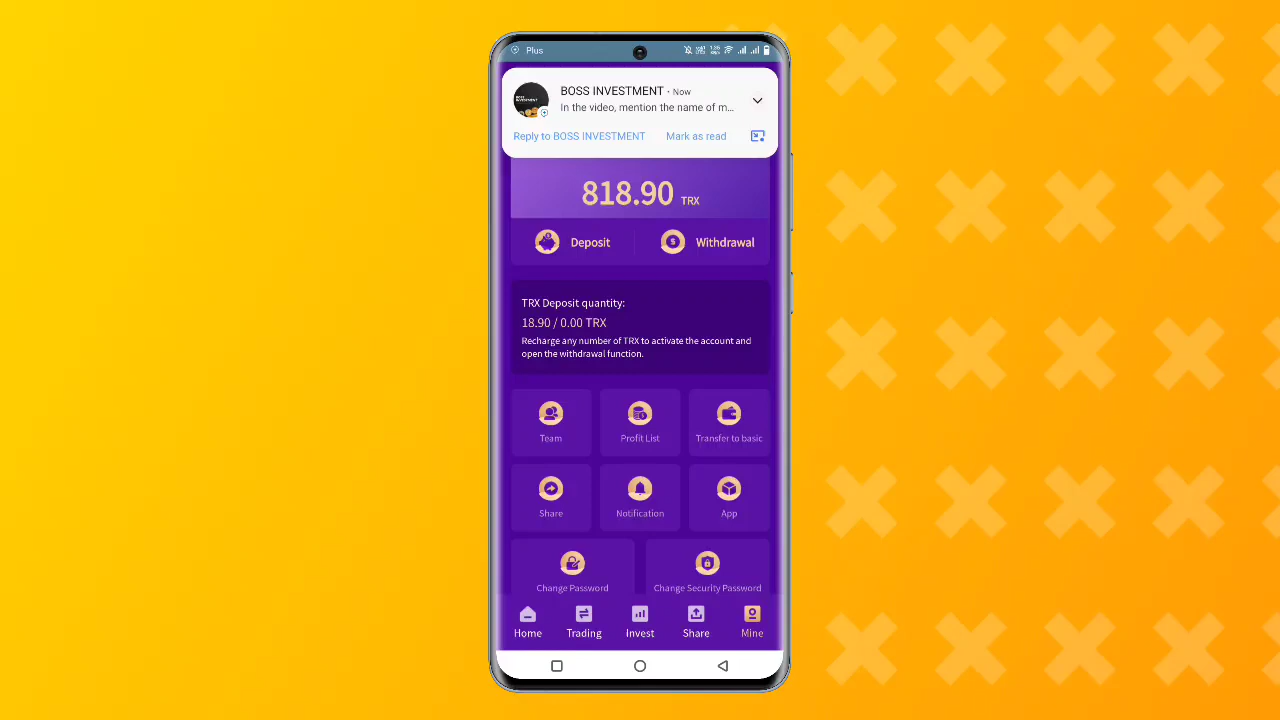 Plus
BOSS INVESTMENT • Now
In the video, mention the name of m...
Reply to BOSS INVESTMENT Mark as read
818.90 TRX
Deposit Withdrawal
TRX Deposit quantity:
18.90 / 0.00 TRX
Recharge any number of TRX to activate the account and
open the withdrawal function.
Team Profit List Transfer to basic
Share Notification App
Change Password Change Security Password
Home Trading Invest Share Mine